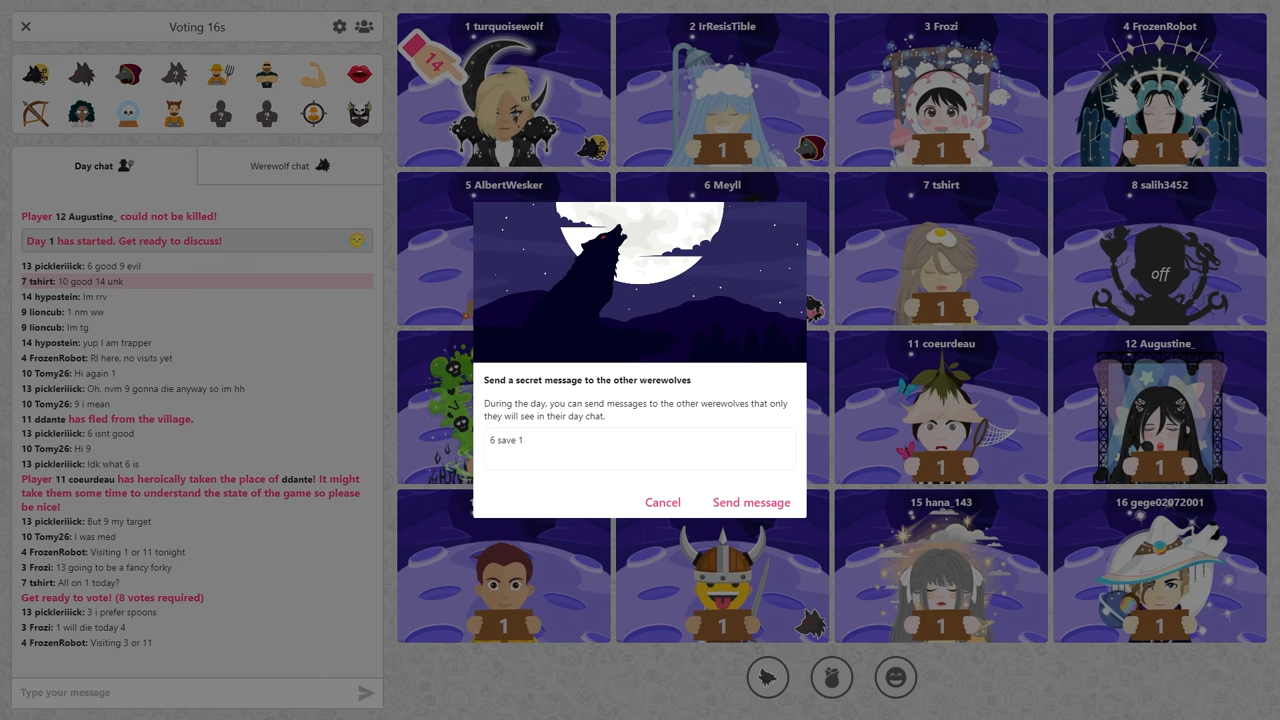 Voting 16s
Day chat
Werewolf chat
Player 12 Augustine_ could not be killed!
Day 1 has started. Get ready to discuss!
13 pickleriiick: 6 good 9 evil
7 tshirt: 10 good 14 unk
14 hypostein: Im rrv
9 lioncub: 1 nm ww
9 lioncub: Im tg
14 hypostein: yup I am trapper
4 FrozenRobot: Rl here, no visits yet
10 Tomy26: Hi again 1
13 pickleriiick: Oh, nvm 9 gonna die anyway so im hh
10 Tomy26: 9 i mean
11 ddante has fled from the village.
13 pickleriiick: 6 isnt good
10 Tomy26: Hi 9
13 pickleriiick: Idk what 6 is
Player 11 coeurdeau has heroically taken the place of ddante! It might
take them some time to understand the state of the game so please
be nice!
13 pickleriiick: But 9 my target
10 Tomy26: I was med
4 FrozenRobot: Visiting 1 or 11 tonight
3 Frozi: 13 going to be a fancy forky
7 tshirt: All on 1 today?
Get ready to vote! (8 votes required)
13 pickleriiick: 3 i prefer spoons
3 Frozi: 1 will die today 4
4 FrozenRobot: Visiting 3 or 11
Type your message
1 turquoisewolf
14
2 IrResisTible
1
3 Frozi
1
4 FrozenRobot
1
5 AlbertWesker
6 Meyll
7 tshirt
1
8 salih3452
off
11 coeurdeau
1
12 Augustine_
1
1
1
15 hana_143
1
16 gege02072001
1
Send a secret message to the other werewolves
During the day, you can send messages to the other werewolves that only
they will see in their day chat.
6 save 1
Cancel
Send message